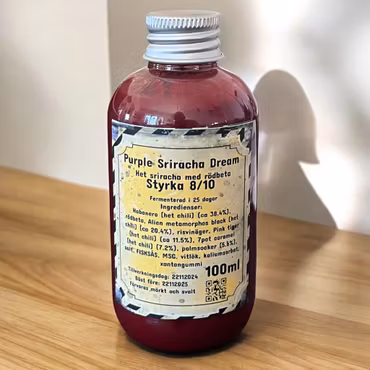 Purple Sriracha Dream
Het sriracha med rödbeta
Styrka 8/10
Fermenterad i 25 dagar
Ingredienser:
Habanero (het chili) (ca 38.4%),
rödbeta, Alien metamorphos black (het
chili) (ca 20.4%), risvinäger, Pink tiger
(het chili) (ca 11.5%), 7pot caramel
(het chili) (7.2%), palmsocker (5.5%),
salt, FISKSÅS, MSG, vitlök, kaliumsorbat,
xantangummi
Tillverkningsdag: 22112024
Bäst före: 22112025
Förvaras mörkt och svalt
100ml